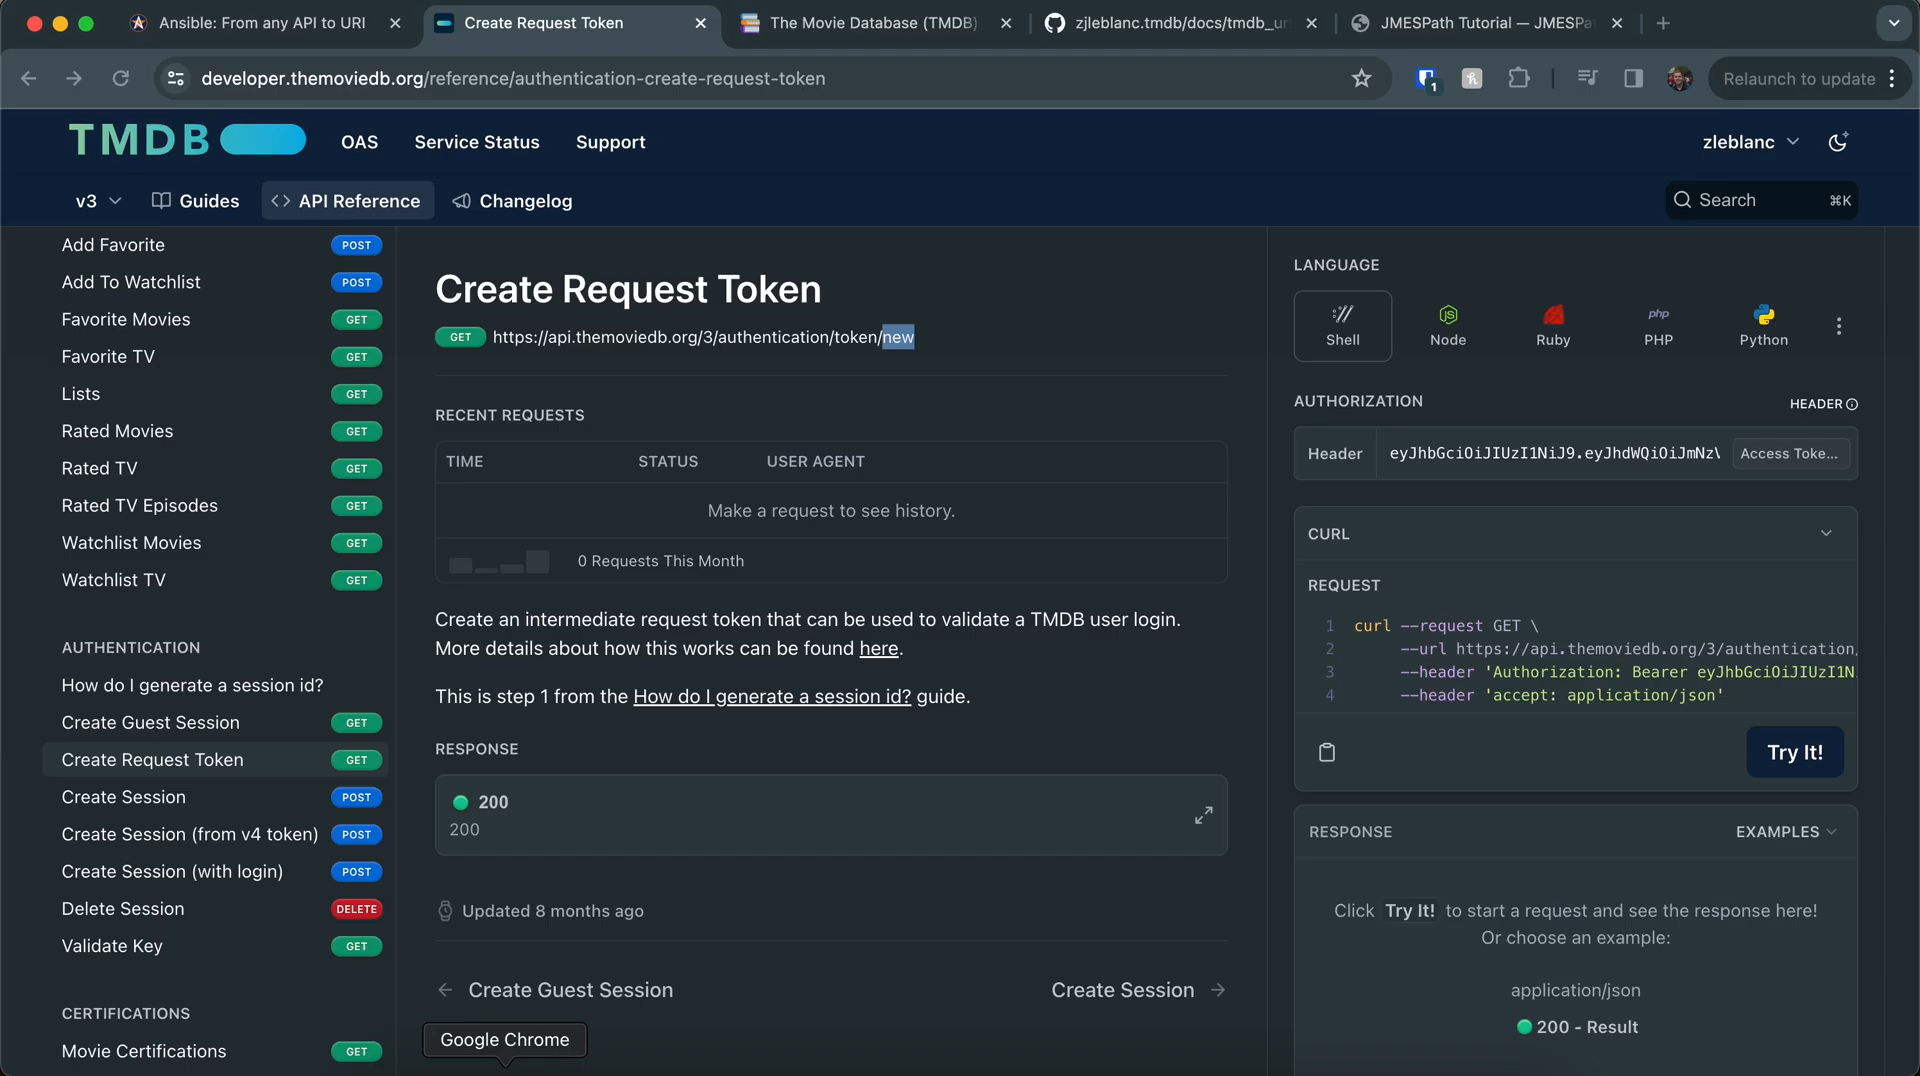 Ansible: From any API to URI
Create Request Token
The Movie Database (TMDB)
zjleblanc.tmdb/docs/tmdb_u
JMESPath Tutorial — JMESPa
developer.themoviedb.org/reference/authentication-create-request-token
1
Relaunch to update
TMDB
OAS
Service Status
Support
zleblanc
v3
Guides
<> API Reference
Changelog
Search
⌘K
Add Favorite POST
Add To Watchlist POST
Favorite Movies GET
Favorite TV GET
Lists GET
Rated Movies GET
Rated TV GET
Rated TV Episodes GET
Watchlist Movies GET
Watchlist TV GET
AUTHENTICATION
How do I generate a session id?
Create Guest Session GET
Create Request Token GET
Create Session POST
Create Session (from v4 token) POST
Create Session (with login) POST
Delete Session DELETE
Validate Key GET
CERTIFICATIONS
Movie Certifications GET
Create Request Token
GET https://api.themoviedb.org/3/authentication/token/new
RECENT REQUESTS
TIME STATUS USER AGENT
Make a request to see history.
0 Requests This Month
Create an intermediate request token that can be used to validate a TMDB user login.
More details about how this works can be found here.
This is step 1 from the How do I generate a session id? guide.
RESPONSE
200
200
Updated 8 months ago
← Create Guest Session
Create Session →
Google Chrome
LANGUAGE
Shell
Node
Ruby
php
PHP
Python
AUTHORIZATION
HEADER
Header eyJhbGciOiJIUzI1NiJ9.eyJhdWQiOiJmNzV Access Toke...
CURL
REQUEST
1 curl --request GET \
2 --url https://api.themoviedb.org/3/authentication
3 --header 'Authorization: Bearer eyJhbGciOiJIUzI1N
4 --header 'accept: application/json'
Try It!
RESPONSE
EXAMPLES
Click Try It! to start a request and see the response here!
Or choose an example:
application/json
200 - Result